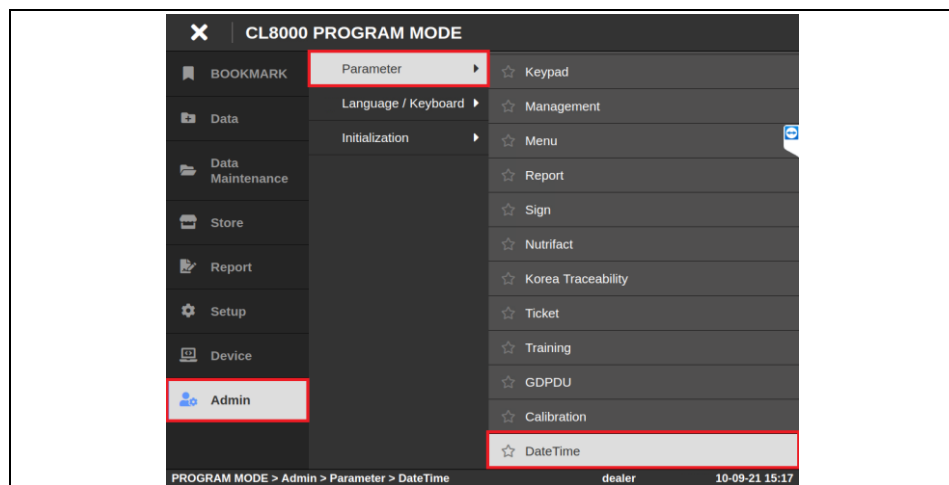 CL8000 PROGRAM MODE
BOOKMARK
Data
Data
Maintenance
Store
Report
Setup
Device
Admin
Parameter
Language / Keyboard
Initialization
Keypad
Management
Menu
Report
Sign
Nutrifact
Korea Traceability
Ticket
Training
GDPDU
Calibration
DateTime
PROGRAM MODE > Admin > Parameter > DateTime dealer 10-09-21 15:17